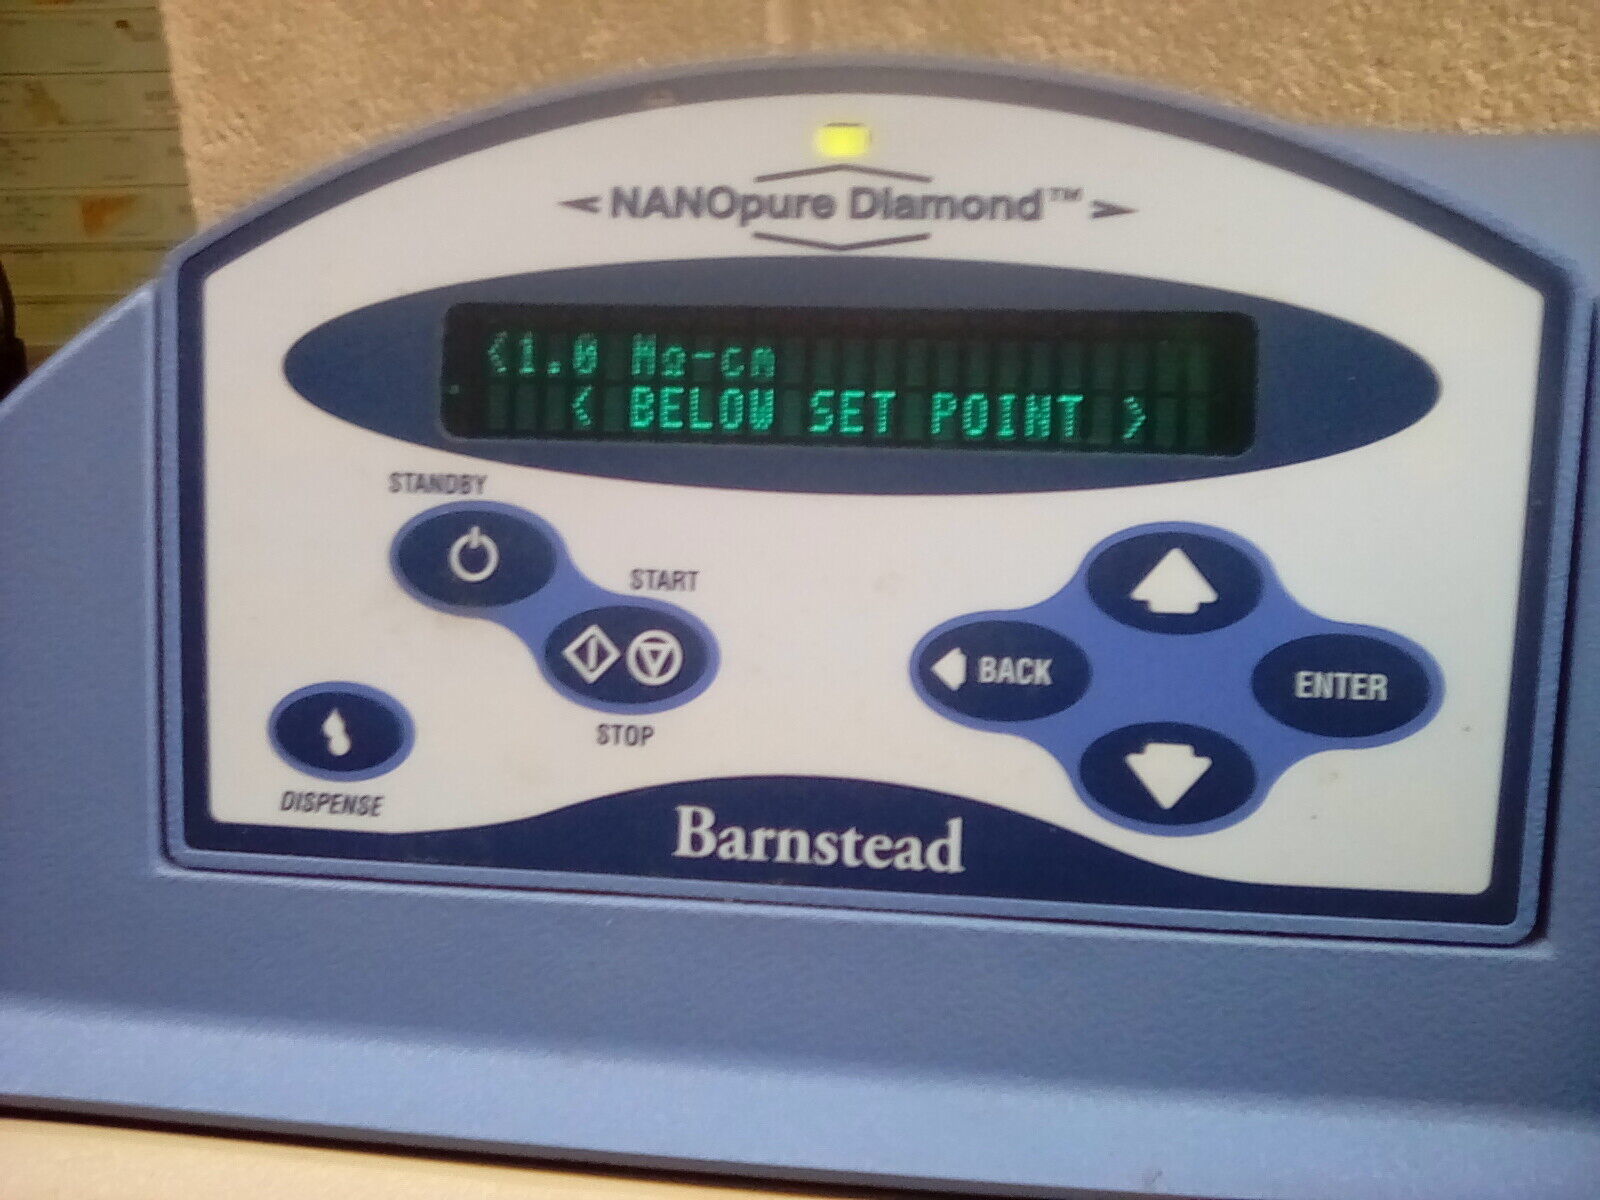 NANOpure Diamond™
<1.0 MΩ-cm
< BELOW SET POINT >
STANDBY
START
STOP
DISPENSE
BACK
ENTER
Barnstead